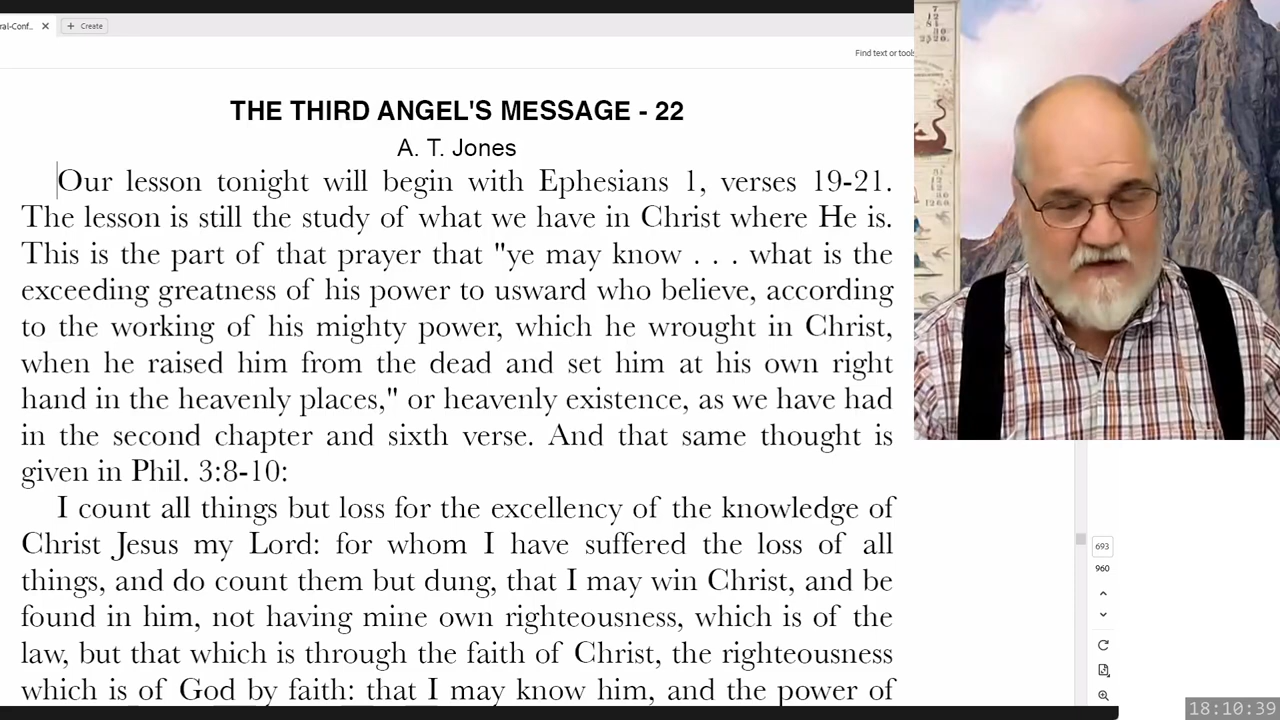 ral-Conf..
Create
Find text or tools
THE THIRD ANGEL'S MESSAGE - 22
A. T. Jones
Our lesson tonight will begin with Ephesians 1, verses 19-21.
The lesson is still the study of what we have in Christ where He is.
This is the part of that prayer that "ye may know . . . what is the
exceeding greatness of his power to usward who believe, according
to the working of his mighty power, which he wrought in Christ,
when he raised him from the dead and set him at his own right
hand in the heavenly places," or heavenly existence, as we have had
in the second chapter and sixth verse. And that same thought is
given in Phil. 3:8-10:
I count all things but loss for the excellency of the knowledge of
Christ Jesus my Lord: for whom I have suffered the loss of all
things, and do count them but dung, that I may win Christ, and be
found in him, not having mine own righteousness, which is of the
law, but that which is through the faith of Christ, the righteousness
which is of God by faith: that I may know him, and the power of
693
960
18:10:39